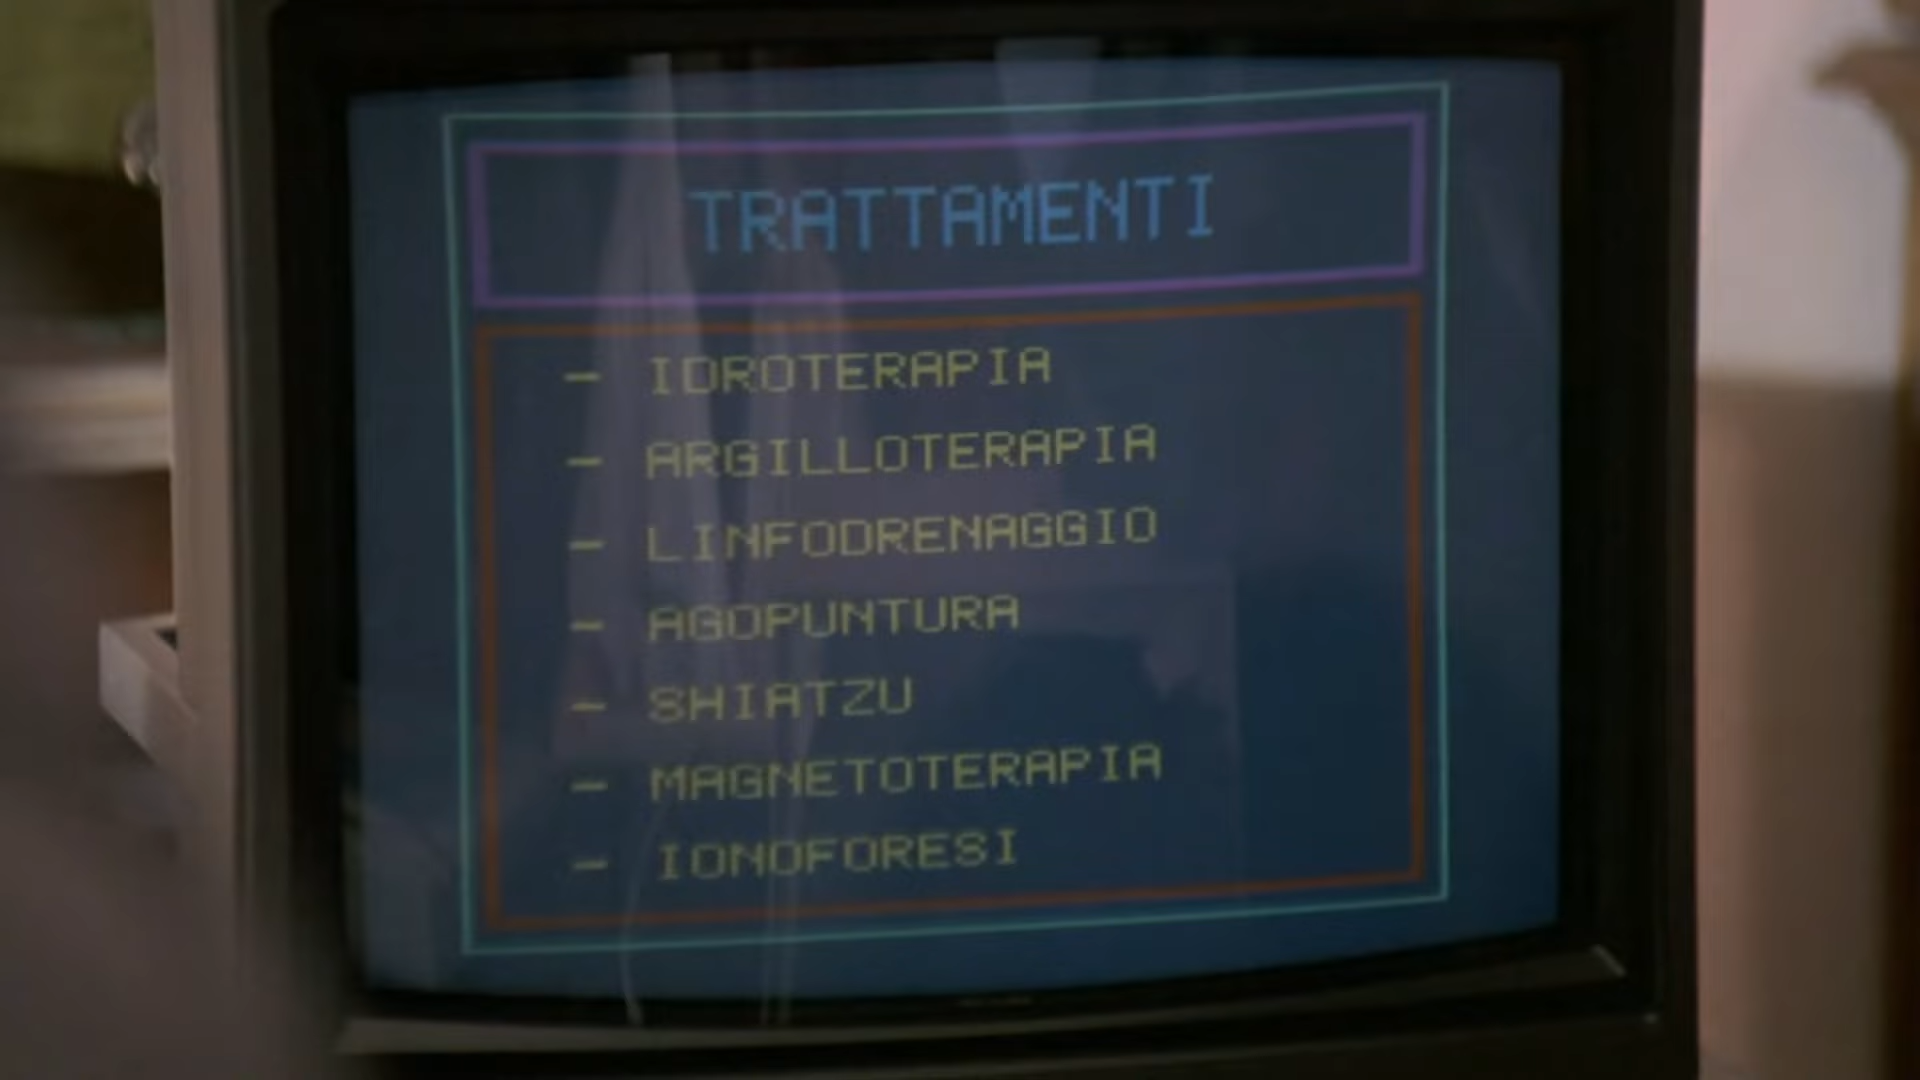 TRATTAMENTI
- IDROTERAPIA
- ARGILLOTERAPIA
- LINFODRENAGGIO
- AGOPUNTURA
- SHIATZU
- MAGNETOTERAPIA
- IONOFORESI